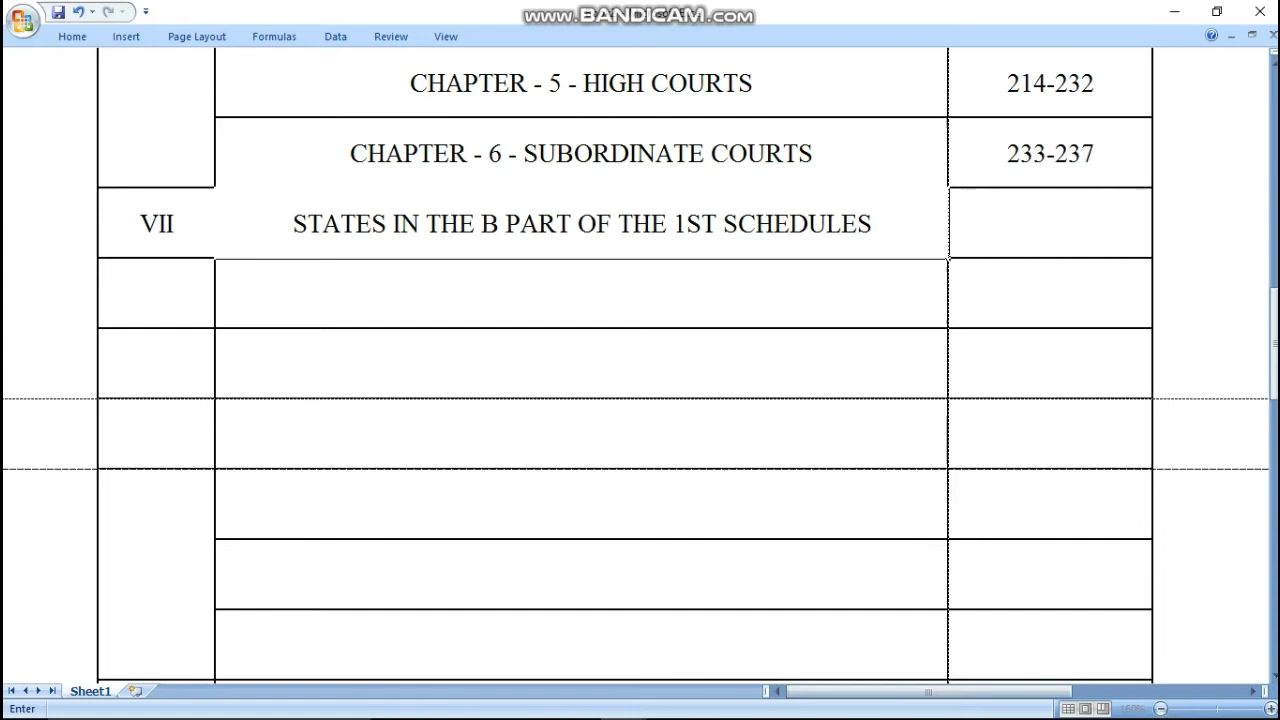 www.BANDICAM.com
Home Insert Page Layout Formulas Data Review View
CHAPTER - 5 - HIGH COURTS 214-232
CHAPTER - 6 - SUBORDINATE COURTS 233-237
VII STATES IN THE B PART OF THE 1ST SCHEDULES
Sheet1
Enter 160%